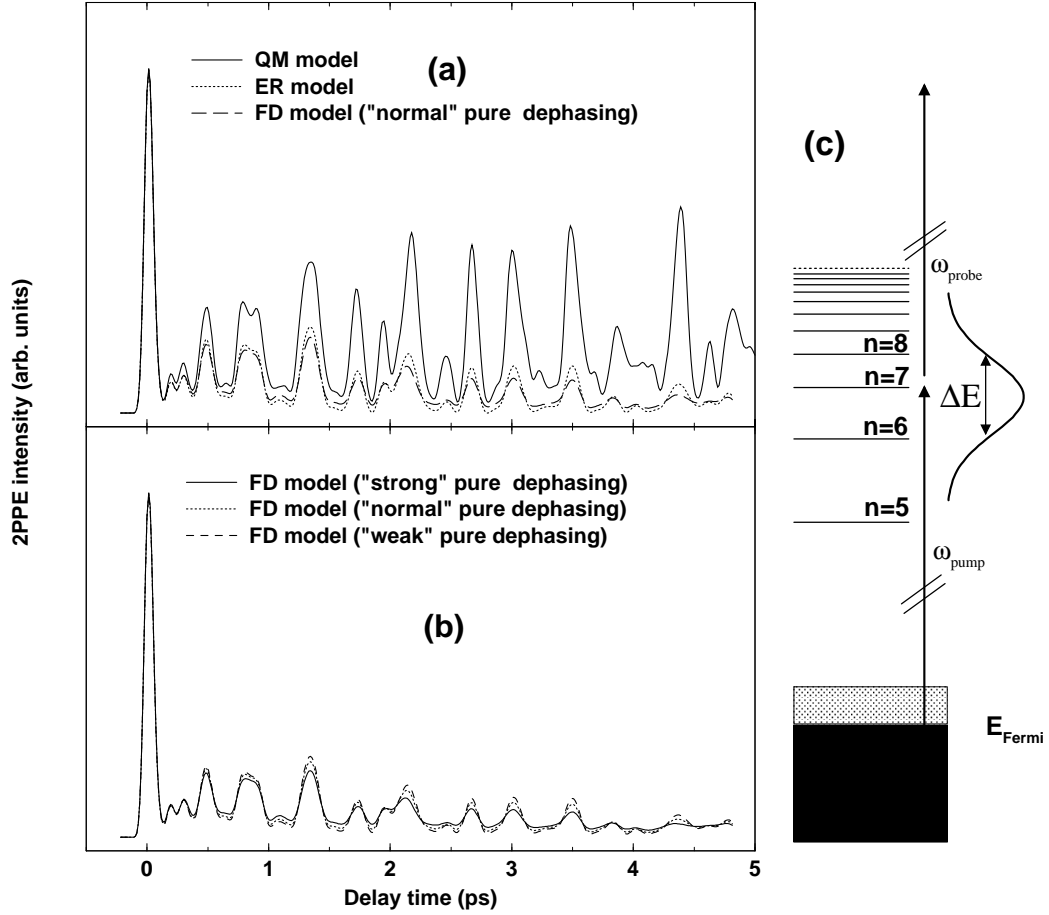 2PPE intensity (arb. units)
QM model
ER model
FD model ("normal" pure dephasing)
(a)
FD model ("strong" pure dephasing)
FD model ("normal" pure dephasing)
FD model ("weak" pure dephasing)
(b)
0 1 2 3 4 5
Delay time (ps)
(c)
ω_probe
n=8
n=7
ΔE
n=6
n=5
ω_pump
E_Fermi